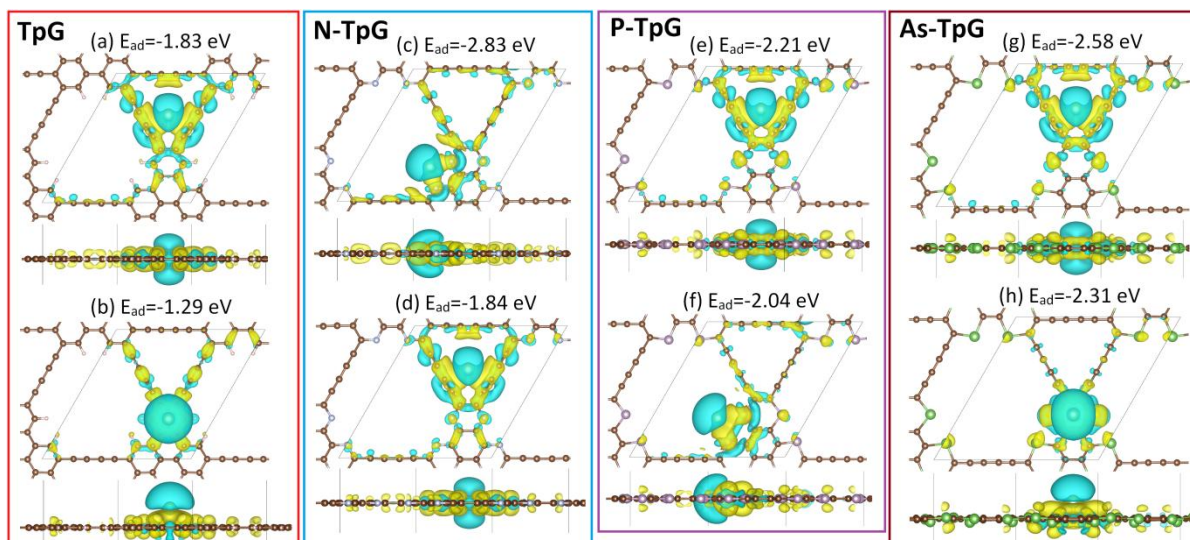 TpG
(a) E_ad=-1.83 eV
(b) E_ad=-1.29 eV
N-TpG
(c) E_ad=-2.83 eV
(d) E_ad=-1.84 eV
P-TpG
(e) E_ad=-2.21 eV
(f) E_ad=-2.04 eV
As-TpG
(g) E_ad=-2.58 eV
(h) E_ad=-2.31 eV